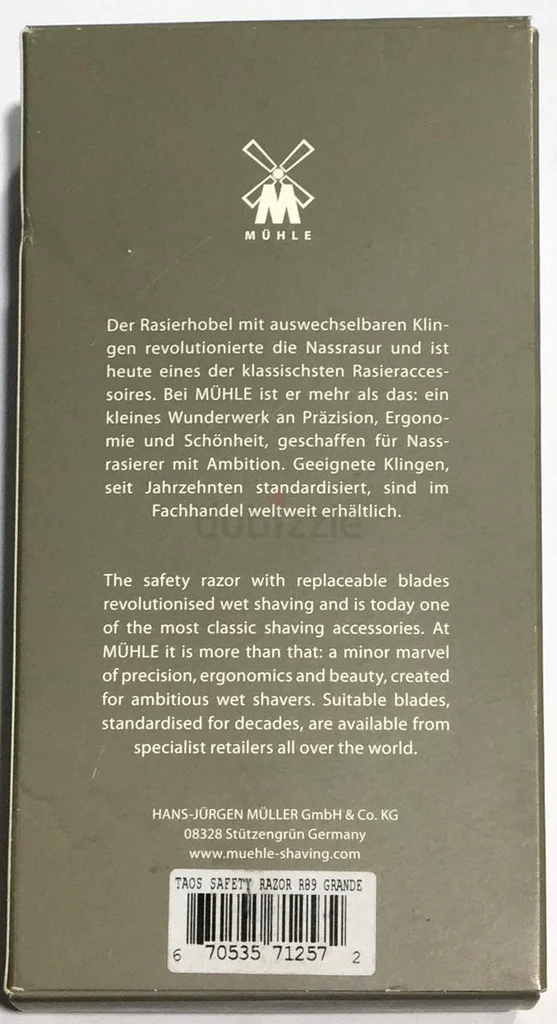 M
MÜHLE
Der Rasierhobel mit auswechselbaren Klin-
gen revolutionierte die Nassrasur und ist
heute eines der klassischsten Rasieracces-
soires. Bei MÜHLE ist er mehr als das: ein
kleines Wunderwerk an Präzision, Ergono-
mie und Schönheit, geschaffen für Nass-
rasierer mit Ambition. Geeignete Klingen,
seit Jahrzehnten standardisiert, sind im
Fachhandel weltweit erhältlich.
dubizzle
The safety razor with replaceable blades
revolutionised wet shaving and is today one
of the most classic shaving accessories. At
MÜHLE it is more than that: a minor marvel
of precision, ergonomics and beauty, created
for ambitious wet shavers. Suitable blades,
standardised for decades, are available from
specialist retailers all over the world.
HANS-JÜRGEN MÜLLER GmbH & Co. KG
08328 Stützengrün Germany
www.muehle-shaving.com
TAOS SAFETY RAZOR R89 GRANDE
6 70535 71257 2